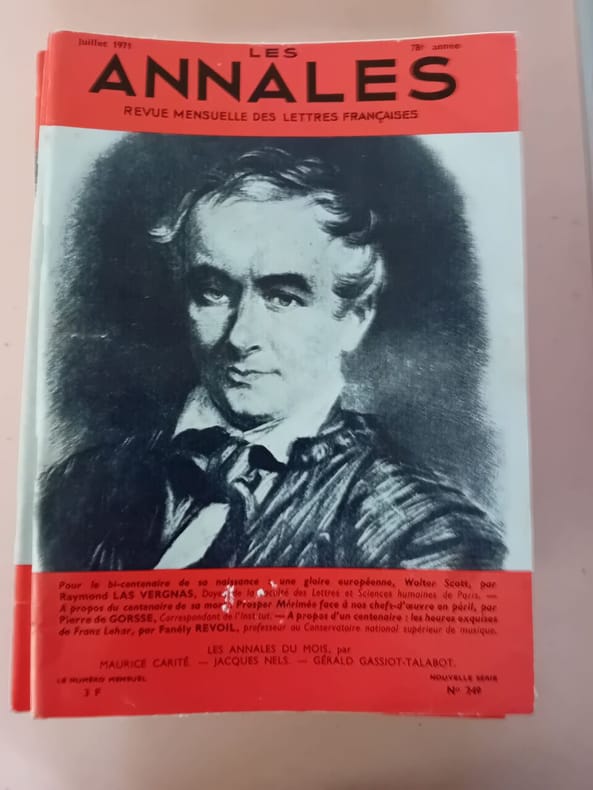 Juillet 1971
78e année
LES
ANNALES
REVUE MENSUELLE DES LETTRES FRANÇAISES
Pour le bi-centenaire de sa naissance : une gloire européenne, Walter Scott, par
Raymond LAS VERGNAS, Doyen de la Faculté des Lettres et Sciences humaines de Paris. —
A propos du centenaire de sa mort, Prosper Mérimée face à nos chefs-d'œuvre en péril, par
Pierre de GORSSE, Correspondant de l'Institut. — A propos d'un centenaire : les heures exquises
de Franz Lehar, par Fanély REVOIL, professeur au Conservatoire national supérieur de musique.
LES ANNALES DU MOIS, par
MAURICE CARITÉ. — JACQUES NELS. — GÉRALD GASSIOT-TALABOT.
LE NUMÉRO MENSUEL
3 F
NOUVELLE SÉRIE
No 249